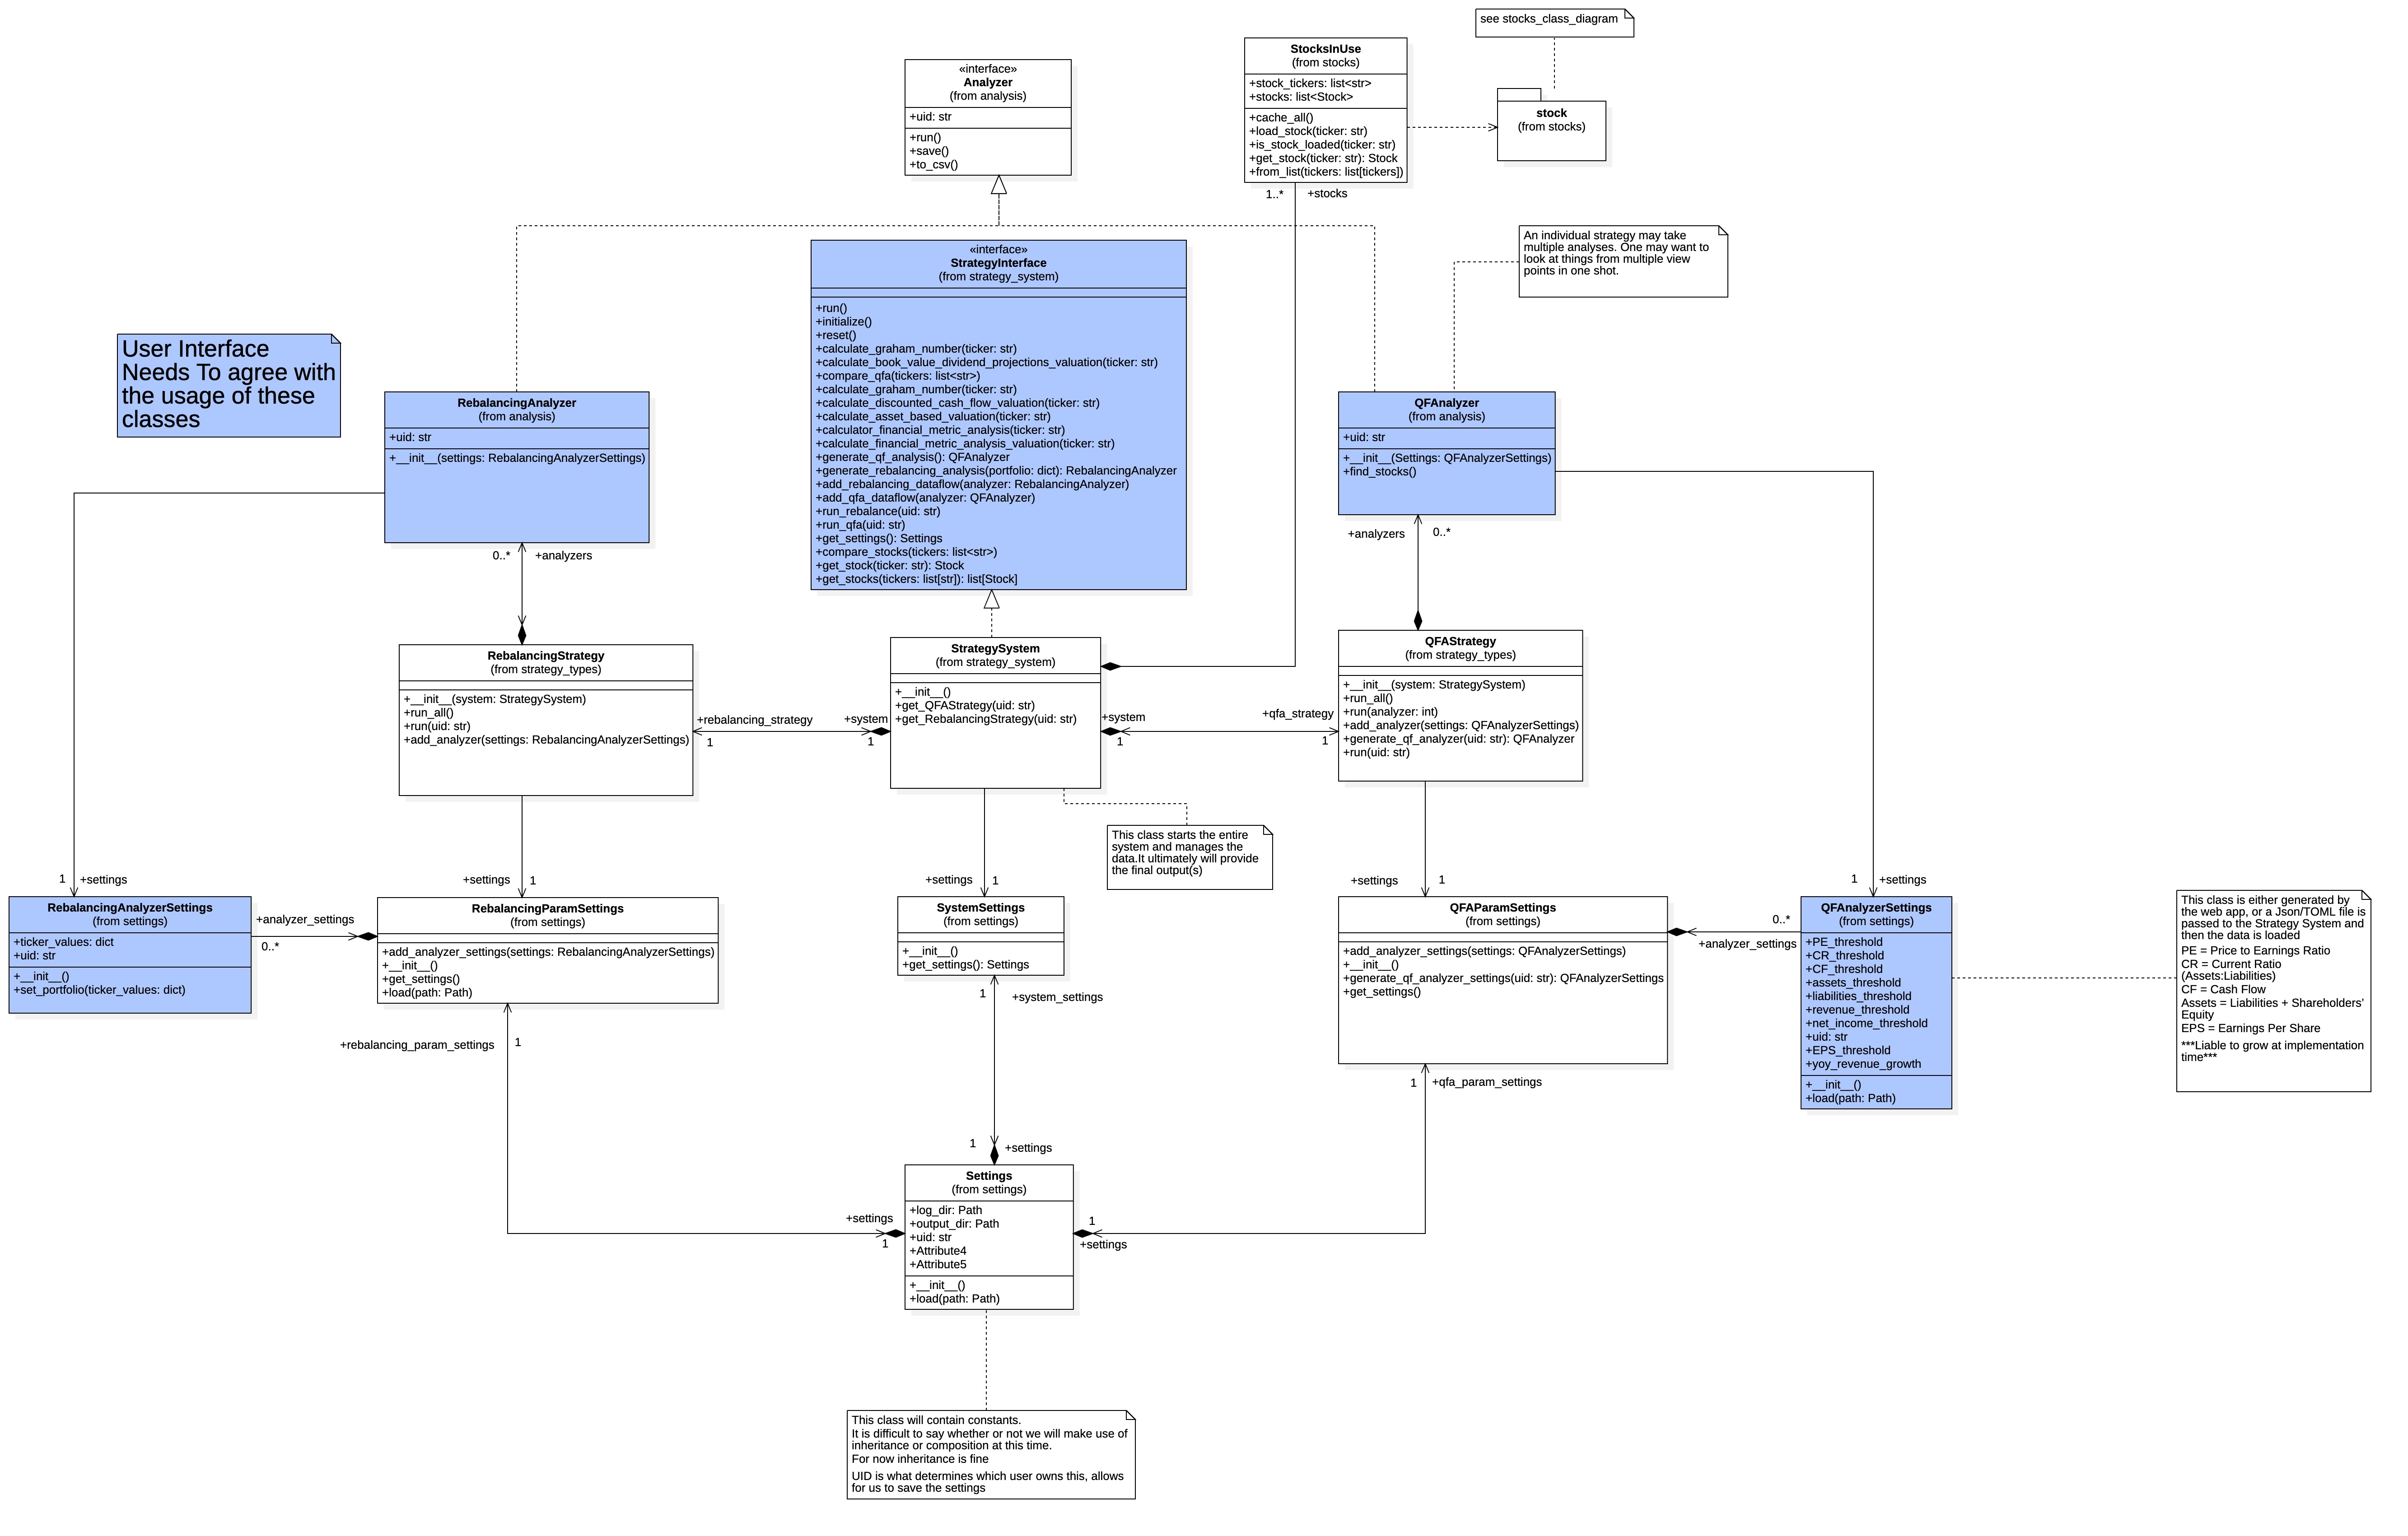 see stocks_class_diagram
StocksInUse
(from stocks)
+stock_tickers: list<str>
+stocks: list<Stock>
+cache_all()
+load_stock(ticker: str)
+is_stock_loaded(ticker: str)
+get_stock(ticker: str): Stock
+from_list(tickers: list[tickers])
1..*
+stocks
stock
(from stocks)
«interface»
Analyzer
(from analysis)
+uid: str
+run()
+save()
+to_csv()
«interface»
StrategyInterface
(from strategy_system)
+run()
+initialize()
+reset()
+calculate_graham_number(ticker: str)
+calculate_book_value_dividend_projections_valuation(ticker: str)
+compare_qfa(tickers: list<str>)
+calculate_graham_number(ticker: str)
+calculate_discounted_cash_flow_valuation(ticker: str)
+calculate_asset_based_valuation(ticker: str)
+calculator_financial_metric_analysis(ticker: str)
+calculate_financial_metric_analysis_valuation(ticker: str)
+generate_qf_analysis(): QFAnalyzer
+generate_rebalancing_analysis(portfolio: dict): RebalancingAnalyzer
+add_rebalancing_dataflow(analyzer: RebalancingAnalyzer)
+add_qfa_dataflow(analyzer: QFAnalyzer)
+run_rebalance(uid: str)
+run_qfa(uid: str)
+get_settings(): Settings
+compare_stocks(tickers: list<str>)
+get_stock(ticker: str): Stock
+get_stocks(tickers: list[str]): list[Stock]
An individual strategy may take
multiple analyses. One may want to
look at things from multiple view
points in one shot.
User Interface
Needs To agree with
the usage of these
classes
RebalancingAnalyzer
(from analysis)
+uid: str
+__init__(settings: RebalancingAnalyzerSettings)
0..*
+analyzers
QFAnalyzer
(from analysis)
+uid: str
+__init__(Settings: QFAnalyzerSettings)
+find_stocks()
+analyzers
0..*
RebalancingStrategy
(from strategy_types)
+__init__(system: StrategySystem)
+run_all()
+run(uid: str)
+add_analyzer(settings: RebalancingAnalyzerSettings)
+rebalancing_strategy
1
+system
1
StrategySystem
(from strategy_system)
+__init__()
+get_QFAStrategy(uid: str)
+get_RebalancingStrategy(uid: str)
+system
1
+qfa_strategy
1
QFAStrategy
(from strategy_types)
+__init__(system: StrategySystem)
+run_all()
+run(analyzer: int)
+add_analyzer(settings: QFAnalyzerSettings)
+generate_qf_analyzer(uid: str): QFAnalyzer
+run(uid: str)
This class starts the entire
system and manages the
data.It ultimately will provide
the final output(s)
1
+settings
+settings
1
+settings
1
+settings
1
1
+settings
RebalancingAnalyzerSettings
(from settings)
+ticker_values: dict
+uid: str
+__init__()
+set_portfolio(ticker_values: dict)
+analyzer_settings
0..*
RebalancingParamSettings
(from settings)
+add_analyzer_settings(settings: RebalancingAnalyzerSettings)
+__init__()
+get_settings()
+load(path: Path)
SystemSettings
(from settings)
+__init__()
+get_settings(): Settings
QFAParamSettings
(from settings)
+add_analyzer_settings(settings: QFAnalyzerSettings)
+__init__()
+generate_qf_analyzer_settings(uid: str): QFAnalyzerSettings
+get_settings()
0..*
+analyzer_settings
QFAnalyzerSettings
(from settings)
+PE_threshold
+CR_threshold
+CF_threshold
+assets_threshold
+liabilities_threshold
+revenue_threshold
+net_income_threshold
+uid: str
+EPS_threshold
+yoy_revenue_growth
+__init__()
+load(path: Path)
This class is either generated by
the web app, or a Json/TOML file is
passed to the Strategy System and
then the data is loaded
PE = Price to Earnings Ratio
CR = Current Ratio
(Assets:Liabilities)
CF = Cash Flow
Assets = Liabilities + Shareholders'
Equity
EPS = Earnings Per Share
***Liable to grow at implementation
time***
+rebalancing_param_settings
1
1
+system_settings
1
+qfa_param_settings
1
+settings
+settings
1
1
+settings
Settings
(from settings)
+log_dir: Path
+output_dir: Path
+uid: str
+Attribute4
+Attribute5
+__init__()
+load(path: Path)
This class will contain constants.
It is difficult to say whether or not we will make use of
inheritance or composition at this time.
For now inheritance is fine
UID is what determines which user owns this, allows
for us to save the settings